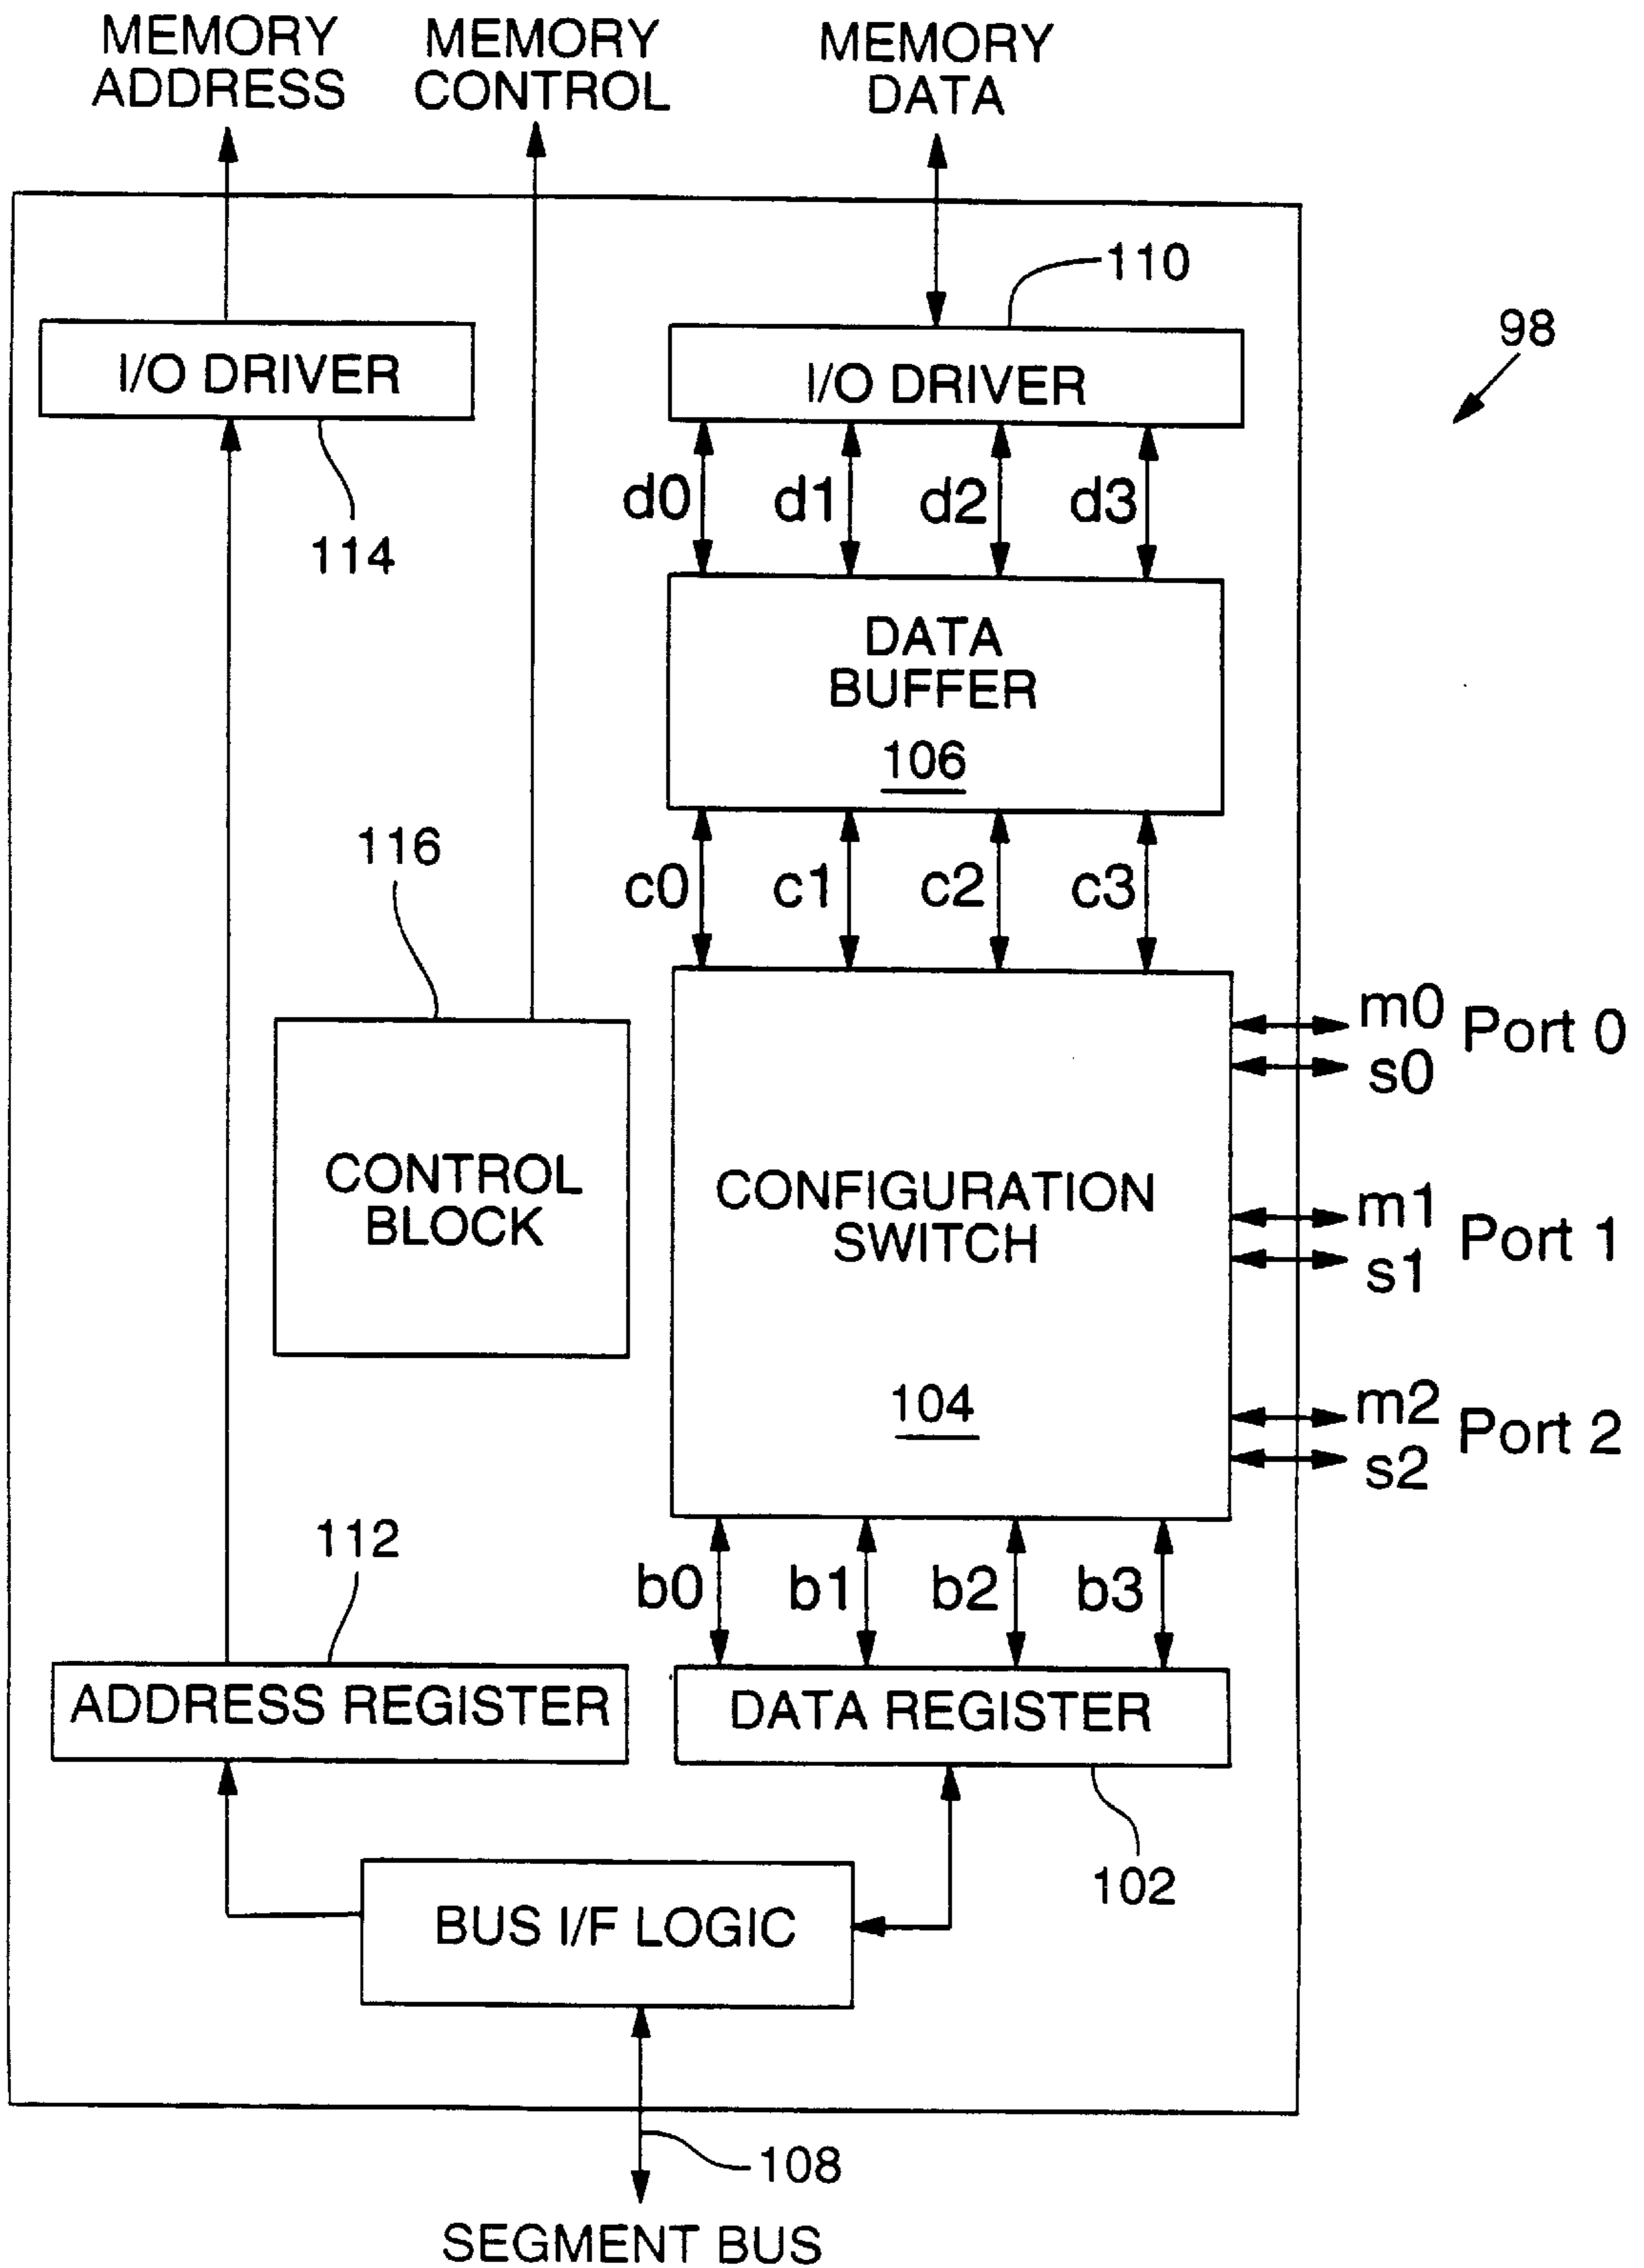 MEMORY
ADDRESS
MEMORY
CONTROL
MEMORY
DATA
110
98
I/O DRIVER
I/O DRIVER
114
d0 d1 d2 d3
DATA
BUFFER
106
116
c0 c1 c2 c3
m0 Port 0
s0
CONTROL
BLOCK
CONFIGURATION
SWITCH
m1 Port 1
s1
104
m2 Port 2
s2
112
b0 b1 b2 b3
ADDRESS REGISTER
DATA REGISTER
102
BUS I/F LOGIC
108
SEGMENT BUS